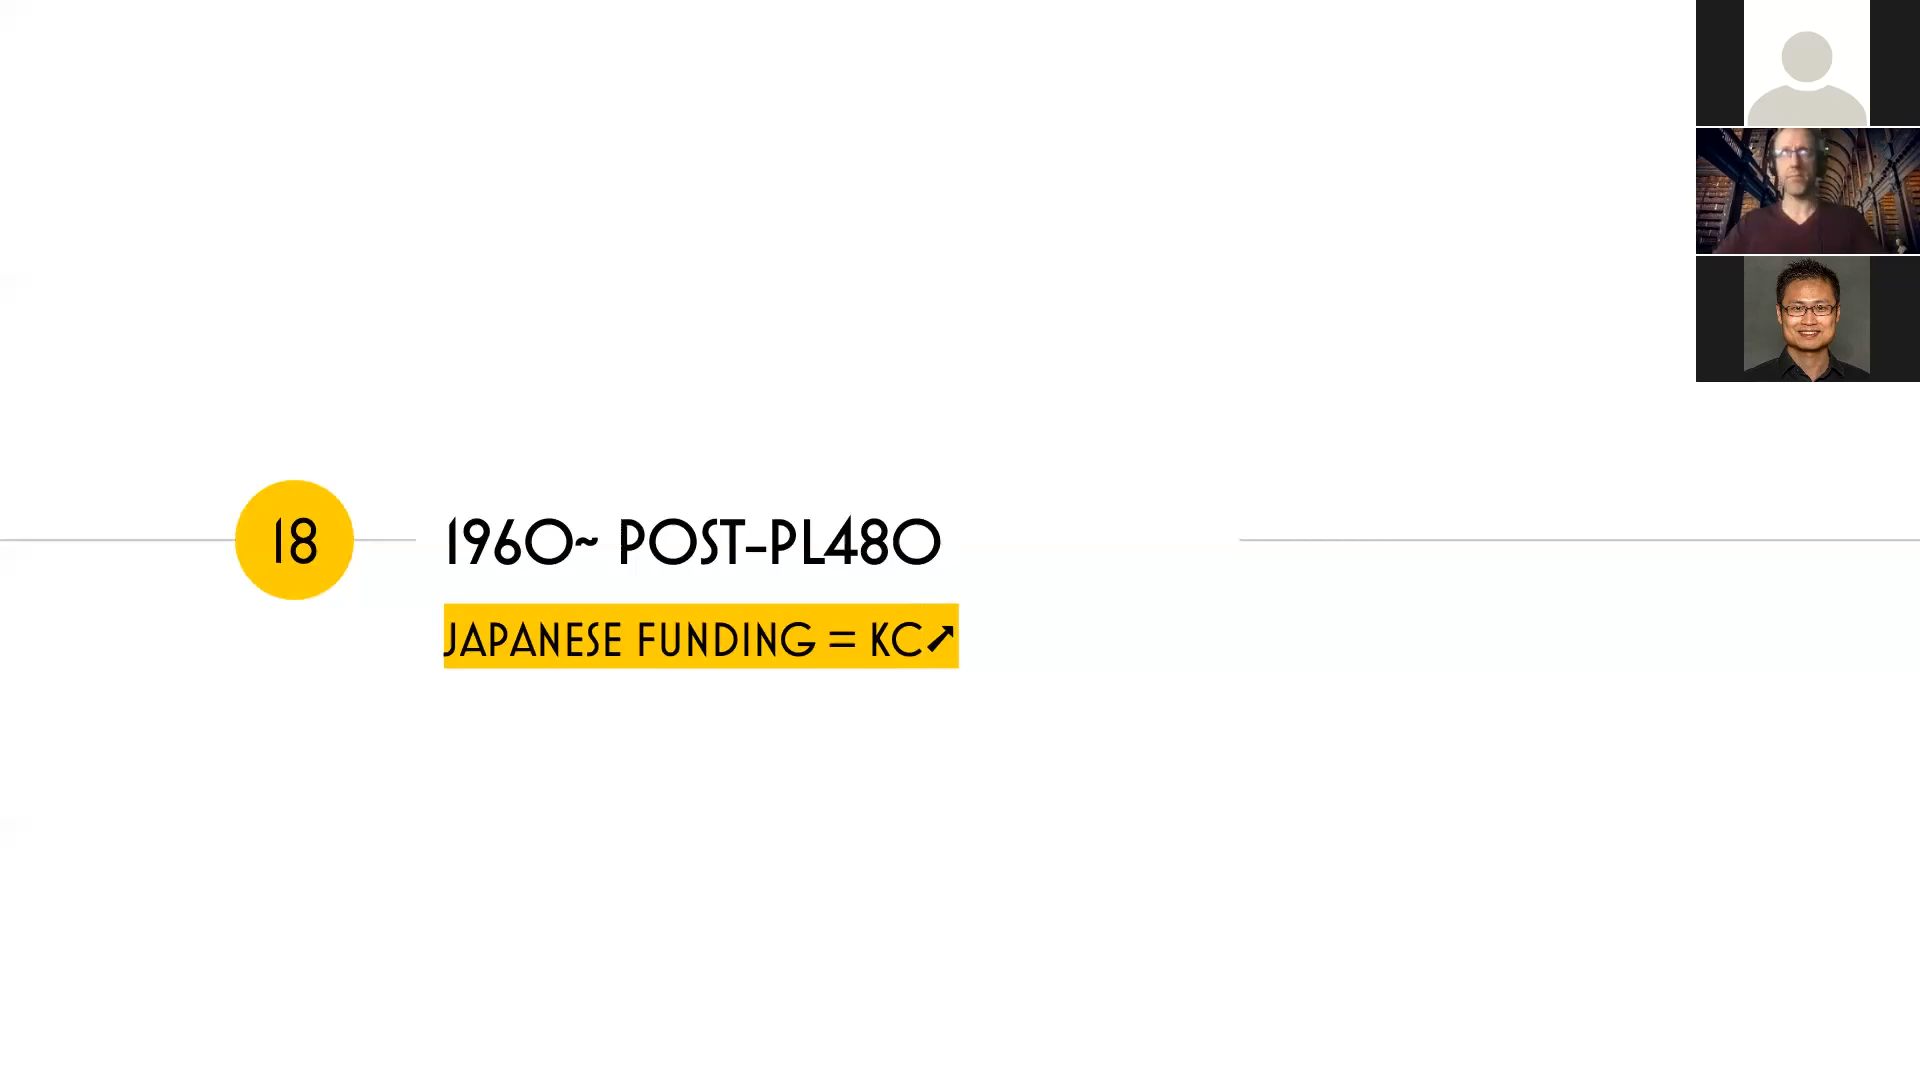 18
1960~ POST-PL480
JAPANESE FUNDING = KC↗